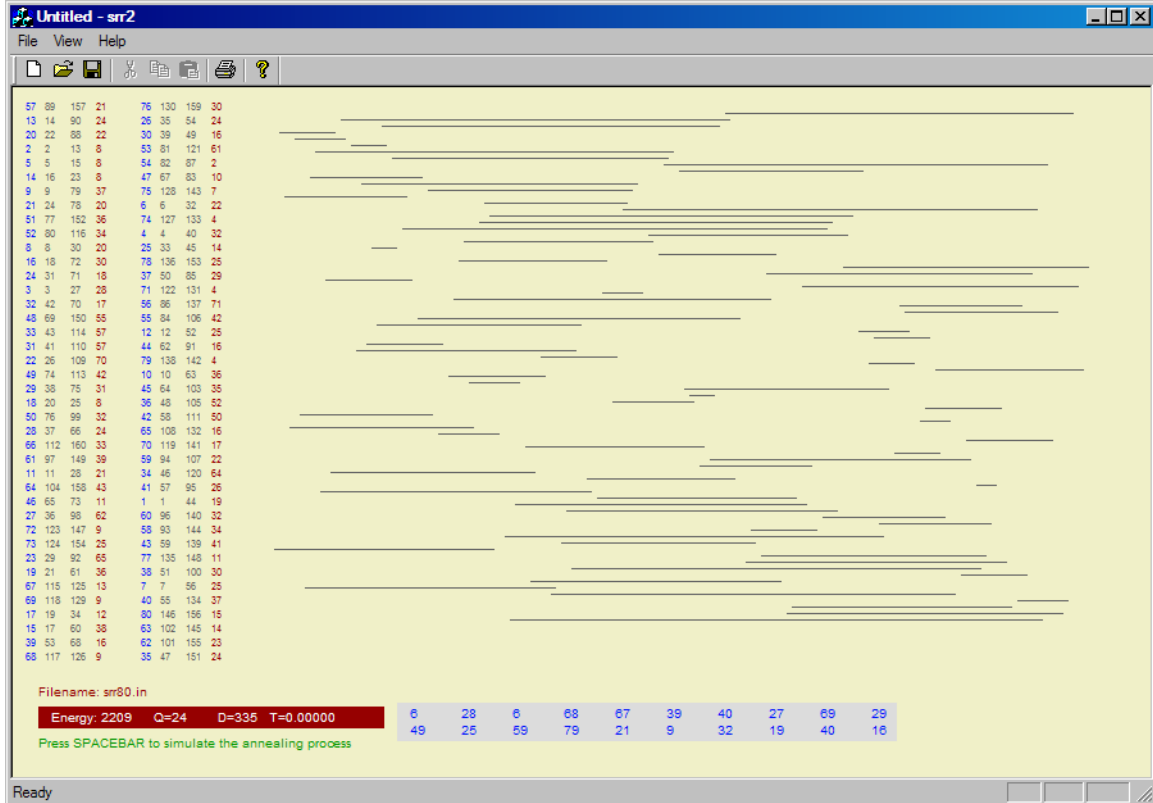 Untitled - srr2
File View Help
57 89 157 21 76 130 159 30
13 14 90 24 26 35 54 24
20 22 88 22 30 39 49 16
2 2 13 8 53 81 121 61
5 5 15 8 54 82 87 2
14 16 23 8 47 67 83 10
9 9 79 37 75 128 143 7
21 24 78 20 6 6 32 22
51 77 152 36 74 127 133 4
52 80 116 34 4 4 40 32
8 8 30 20 25 33 45 14
16 18 72 30 78 136 153 25
24 31 71 18 37 50 85 29
3 3 27 28 71 122 131 4
32 42 70 17 56 86 137 71
48 69 150 55 55 84 106 42
33 43 114 57 12 12 52 25
31 41 110 57 44 62 91 16
22 26 109 70 79 138 142 4
49 74 113 42 10 10 63 36
29 38 75 31 45 64 103 35
18 20 25 8 36 48 105 52
50 76 99 32 42 58 111 50
28 37 66 24 65 108 132 16
66 112 160 33 70 119 141 17
61 97 149 39 59 94 107 22
11 11 28 21 34 46 120 64
64 104 158 43 41 57 95 26
46 65 73 11 1 1 44 19
27 36 98 62 60 96 140 32
72 123 147 9 58 93 144 34
73 124 154 25 43 59 139 41
23 29 92 65 77 135 148 11
19 21 61 36 38 51 100 30
67 115 125 13 7 7 56 25
69 118 129 9 40 55 134 37
17 19 34 12 80 146 156 15
15 17 60 38 63 102 145 14
39 53 68 16 62 101 155 23
68 117 126 9 35 47 151 24
Filename: srr80.in
Energy: 2209 Q=24 D=335 T=0.00000
6 28 6 68 67 39 40 27 69 29
49 25 59 79 21 9 32 19 40 16
Press SPACEBAR to simulate the annealing process
Ready